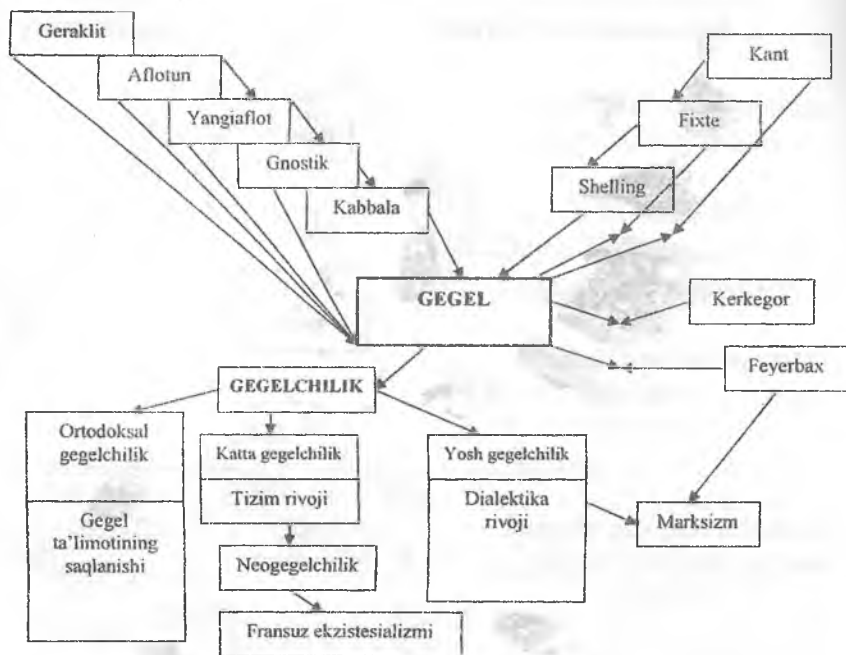 Geraklit
Aflotun
Yangiaflot
Gnostik
Kabbala
Kant
Fixte
Shelling
GEGEL
Kerkegor
Feyerbax
GEGELCHILIK
Ortodoksal
gegelchilik
Gegel
ta'limotining
saqlanishi
Katta gegelchilik
Tizim rivoji
Neogegelchilik
Fransuz ekzistesializmi
Yosh gegelchilik
Dialektika
rivoji
Marksizm